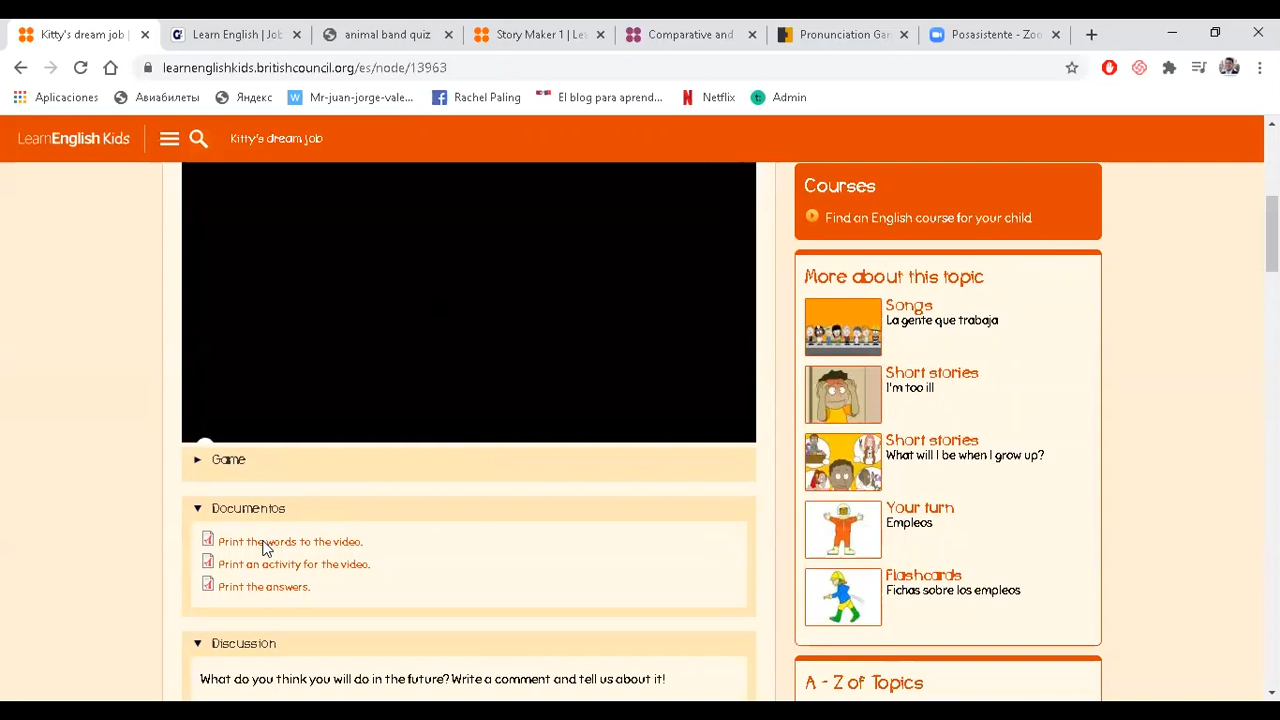 Kitty's dream job |
Learn English | Job
animal band quiz
Story Maker 1 | Le
Comparative and
Pronunciation Gan
Posasistente - Zoo
learnenglishkids.britishcouncil.org/es/node/13963
Aplicaciones
Авиабилеты
Яндекс
Mr-juan-jorge-vale...
Rachel Paling
El blog para aprend...
Netflix
Admin
LearnEnglish Kids
Kitty's dream job
Game
Documentos
Print the words to the video.
Print an activity for the video.
Print the answers.
Discussion
What do you think you will do in the future? Write a comment and tell us about it!
Courses
Find an English course for your child
More about this topic
Songs
La gente que trabaja
Short stories
I'm too ill
Short stories
What will I be when I grow up?
Your turn
Empleos
Flashcards
Fichas sobre los empleos
A - Z of Topics